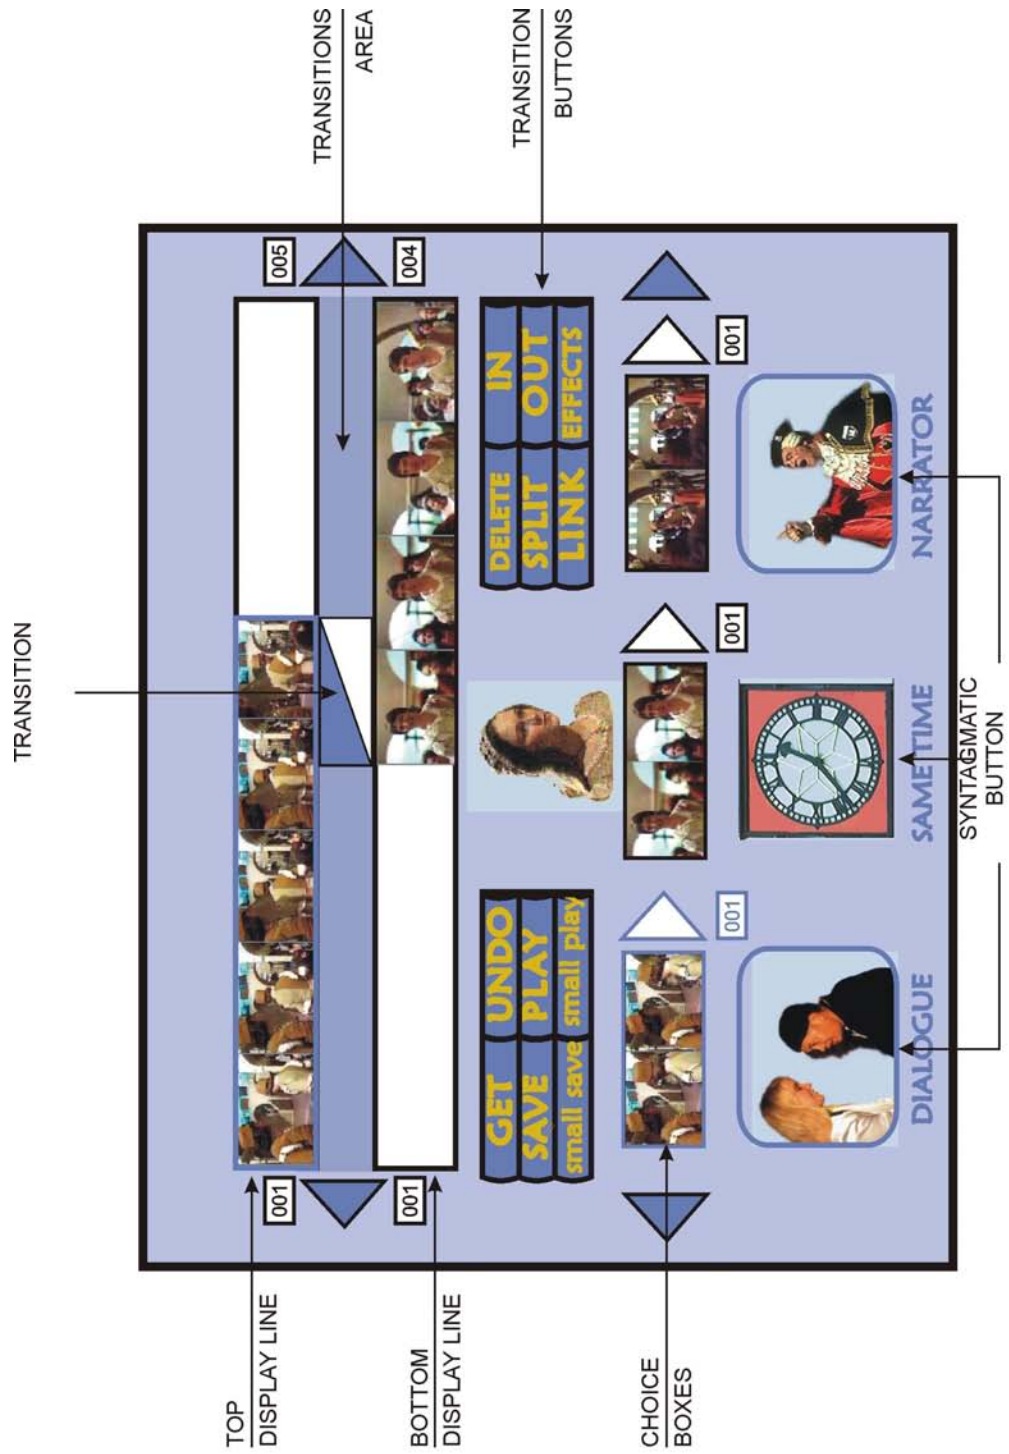 TOP
DISPLAY LINE
BOTTOM
DISPLAY LINE
CHOICE
BOXES
TRANSITION
TRANSITIONS
AREA
TRANSITION
BUTTONS
001
005
001
004
GET UNDO
SAVE PLAY
small save small play
DELETE IN
SPLIT OUT
LINK EFFECTS
001
001
001
DIALOGUE
SAME TIME
NARRATOR
SYNTAGMATIC
BUTTON